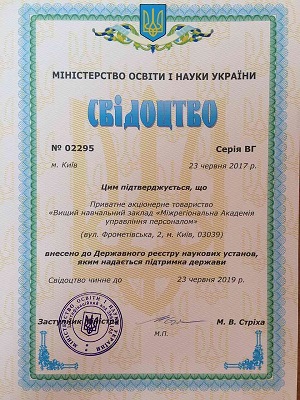 МІНІСТЕРСТВО ОСВІТИ І НАУКИ УКРАЇНИ
СВІДОЦТВО
№ 02295 Серія ВГ
м. Київ 23 червня 2017 р.
Цим підтверджується, що
Приватне акціонерне товариство
«Вищий навчальний заклад «Міжрегіональна Академія
управління персоналом»
(вул. Фрометівська, 2, м. Київ, 03039)
внесено до Державного реєстру наукових установ,
яким надається підтримка держави
Свідоцтво чинне до 23 червня 2019 р.
Заступник Міністра М. В. Стріха
М.П.